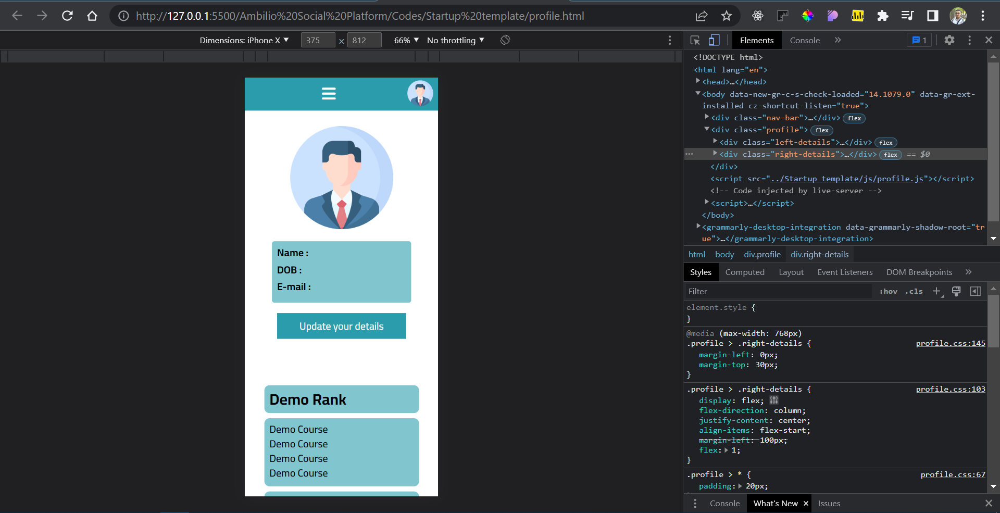 http://127.0.0.1:5500/Ambilio%20Social%20Platform/Codes/Startup%20template/profile.html
Dimensions: iPhone X ▼ 375 × 812 66% ▼ No throttling ▼
Elements Console » 1
Name :
DOB :
E-mail :
Update your details
Demo Rank
Demo Course
Demo Course
Demo Course
Demo Course
<!DOCTYPE html>
<html lang="en">
<head>…</head>
<body data-new-gr-c-s-check-loaded="14.1079.0" data-gr-ext-
installed cz-shortcut-listen="true">
<div class="nav-bar">…</div> flex
<div class="profile"> flex
<div class="left-details">…</div> flex
<div class="right-details">…</div> flex == $0
</div>
<script src="../Startup template/js/profile.js"></script>
<!-- Code injected by live-server -->
<script>…</script>
</body>
<grammarly-desktop-integration data-grammarly-shadow-root="tr
ue">…</grammarly-desktop-integration>
html body div.profile div.right-details
Styles Computed Layout Event Listeners DOM Breakpoints »
Filter :hov .cls +
element.style {
}
@media (max-width: 768px)
.profile > .right-details { profile.css:145
margin-left: 0px;
margin-top: 30px;
}
.profile > .right-details { profile.css:103
display: flex;
flex-direction: column;
justify-content: center;
align-items: flex-start;
margin-left: 100px;
flex: 1;
}
.profile > * { profile.css:67
padding: 20px;
Console What's New × Issues